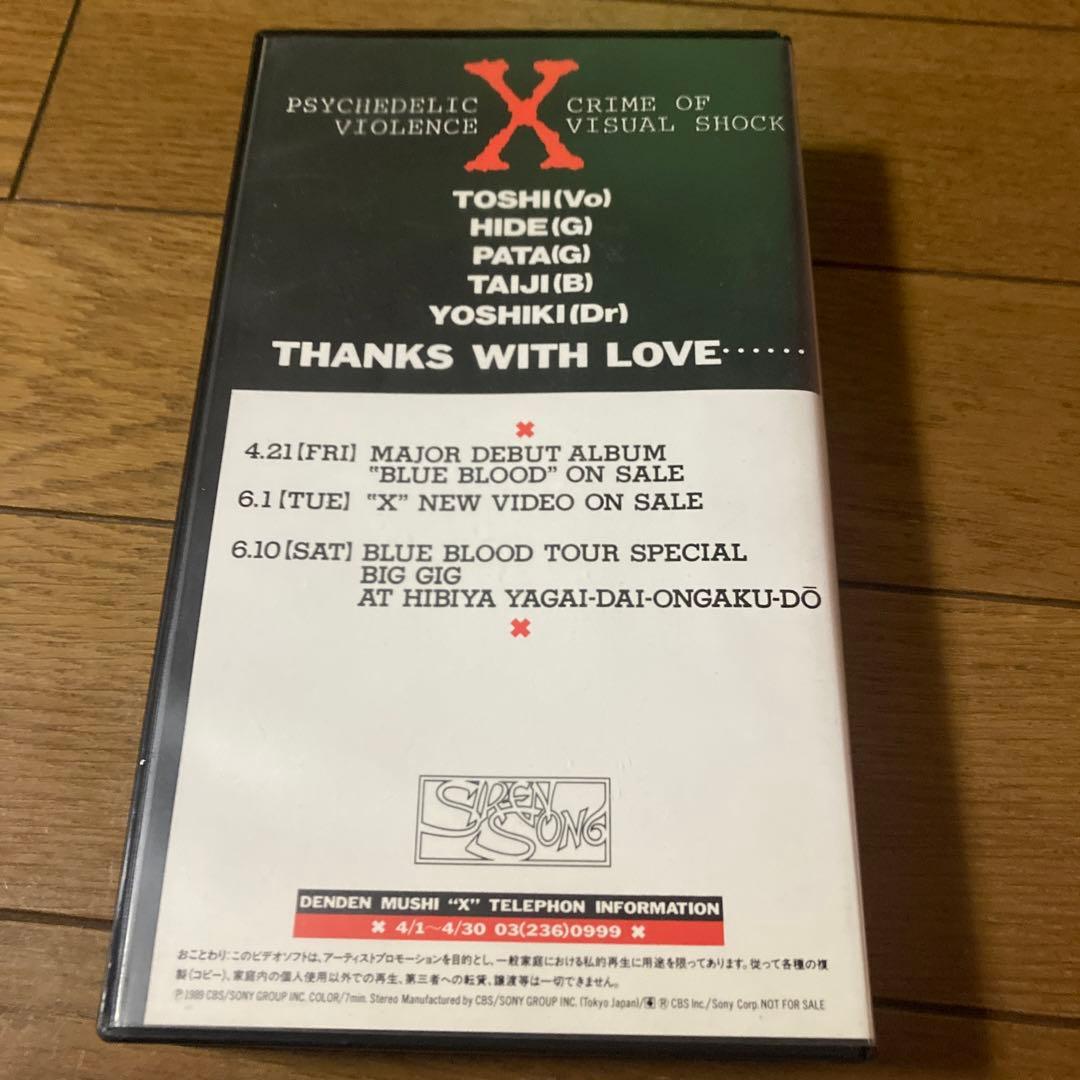 PSYCHEDELIC X CRIME OF
VIOLENCE VISUAL SHOCK
TOSHI(Vo)
HIDE(G)
PATA(G)
TAIJI(B)
YOSHIKI(Dr)
THANKS WITH LOVE······
4.21【FRI】 MAJOR DEBUT ALBUM
"BLUE BLOOD" ON SALE
6.1【TUE】 "X" NEW VIDEO ON SALE
6.10【SAT】 BLUE BLOOD TOUR SPECIAL
BIG GIG
AT HIBIYA YAGAI-DAI-ONGAKU-DŌ
SIREN
SONG
DENDEN MUSHI "X" TELEPHON INFORMATION
✖ 4/1〜4/30 03(236)0999 ✖
おことわり:このビデオソフトは、アーティストプロモーションを目的とし、一般家庭における私的再生に用途を限ってあります。従って各種の複
製(コピー)、家庭内の個人使用以外での再生、第三者への転貸、譲渡等は一切できません。
Ⓟ1989 CBS/SONY GROUP INC. COLOR/7min. Stereo Manufactured by CBS/SONY GROUP INC. (Tokyo Japan)/ ® CBS Inc./Sony Corp. NOT FOR SALE